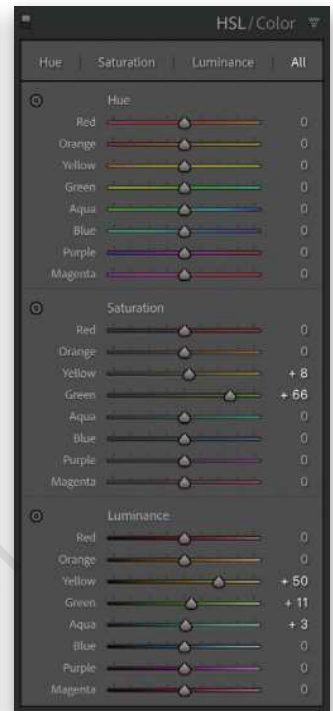 HSL / Color
Hue | Saturation | Luminance | All
Hue
Red 0
Orange 0
Yellow 0
Green 0
Aqua 0
Blue 0
Purple 0
Magenta 0
Saturation
Red 0
Orange 0
Yellow + 8
Green + 66
Aqua 0
Blue 0
Purple 0
Magenta 0
Luminance
Red 0
Orange 0
Yellow + 50
Green + 11
Aqua + 3
Blue 0
Purple 0
Magenta 0